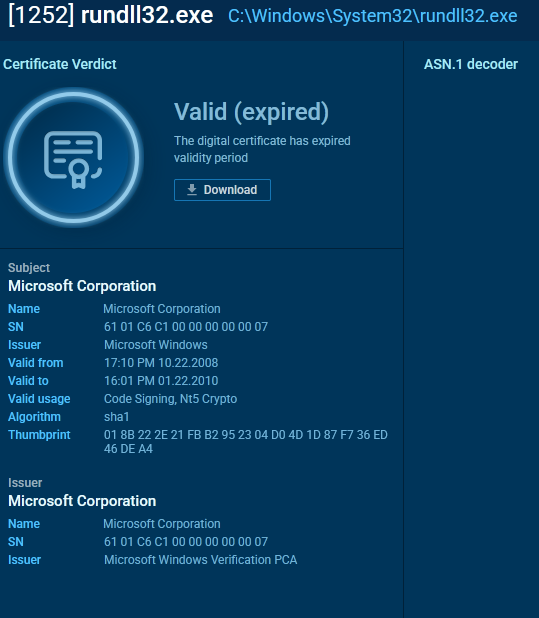 [1252] rundll32.exe C:\Windows\System32\rundll32.exe
Certificate Verdict
ASN.1 decoder
Valid (expired)
The digital certificate has expired
validity period
Download
Subject
Microsoft Corporation
Name Microsoft Corporation
SN 61 01 C6 C1 00 00 00 00 00 07
Issuer Microsoft Windows
Valid from 17:10 PM 10.22.2008
Valid to 16:01 PM 01.22.2010
Valid usage Code Signing, Nt5 Crypto
Algorithm sha1
Thumbprint 01 8B 22 2E 21 FB B2 95 23 04 D0 4D 1D 87 F7 36 ED
46 DE A4
Issuer
Microsoft Corporation
Name Microsoft Corporation
SN 61 01 C6 C1 00 00 00 00 00 07
Issuer Microsoft Windows Verification PCA